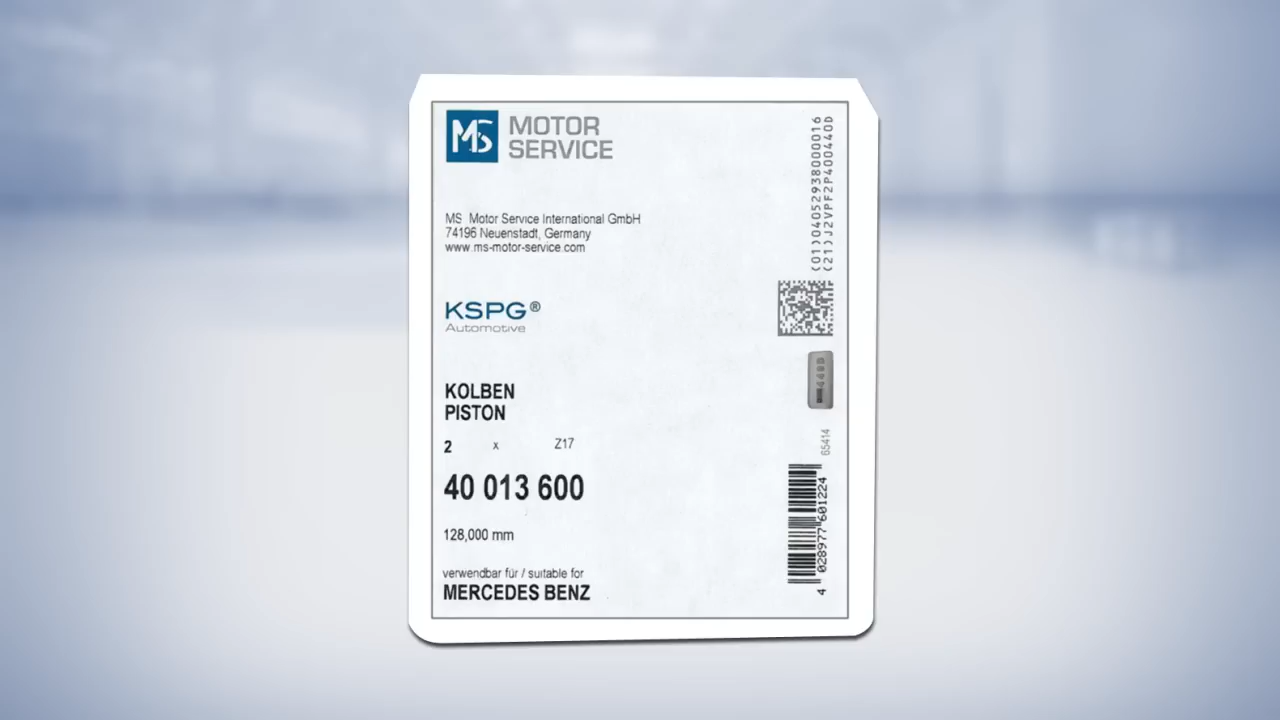 MS MOTOR
SERVICE
MS Motor Service International GmbH
74196 Neuenstadt, Germany
www.ms-motor-service.com
KSPG®
Automotive
KOLBEN
PISTON
2 x Z17
40 013 600
128,000 mm
verwendbar für / suitable for
MERCEDES BENZ
(01)04052938000016
(21)J2VPF2P400440D
65414
4 028977 601224